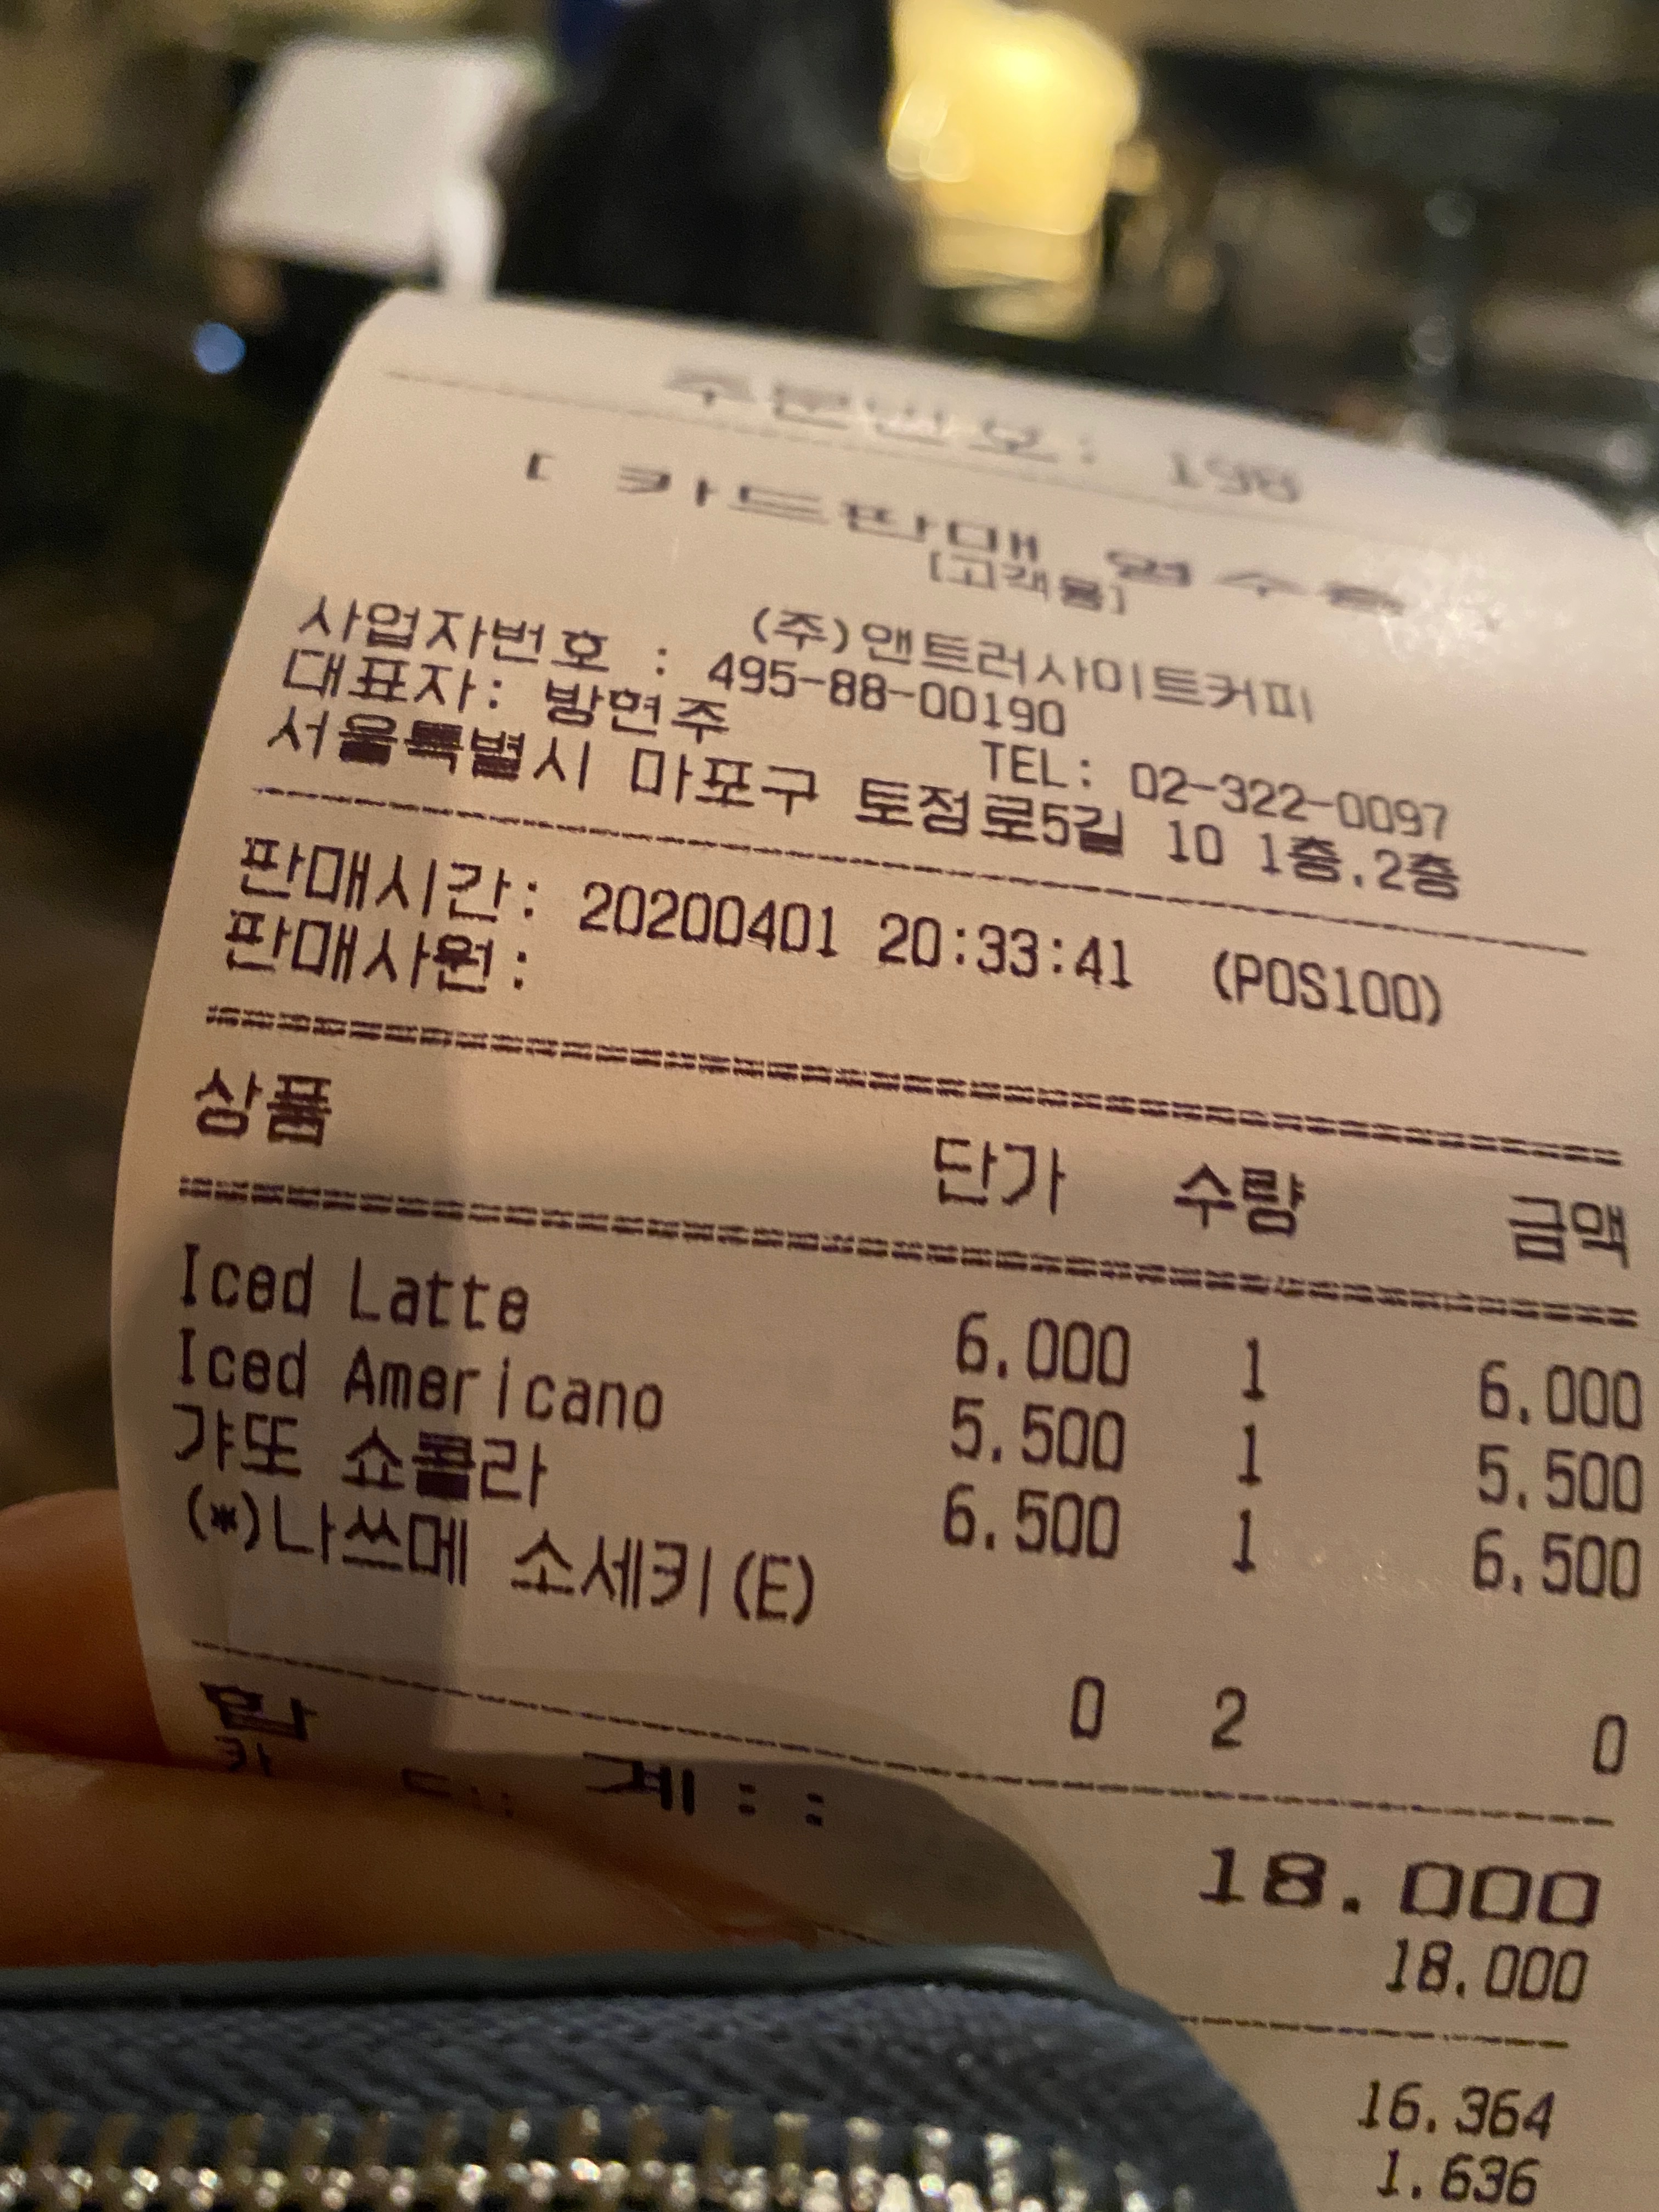 주문번호: 198
[ 카드판매 영수증
[고객용]
(주)앤트러사이트커피
사업자번호 : 495-88-00190
대표자: 방현주 TEL: 02-322-0097
서울특별시 마포구 토정로5길 10 1층,2층
판매시간: 20200401 20:33:41 (POS100)
판매사원:
상품 단가 수량 금액
Iced Latte 6,000 1 6,000
Iced Americano 5,500 1 5,500
갸또 쇼콜라 6,500 1 6,500
(*)나쓰메 소세키(E)
0 2 0
합 계:: 18,000
카 드:: 18,000
16,364
1,636